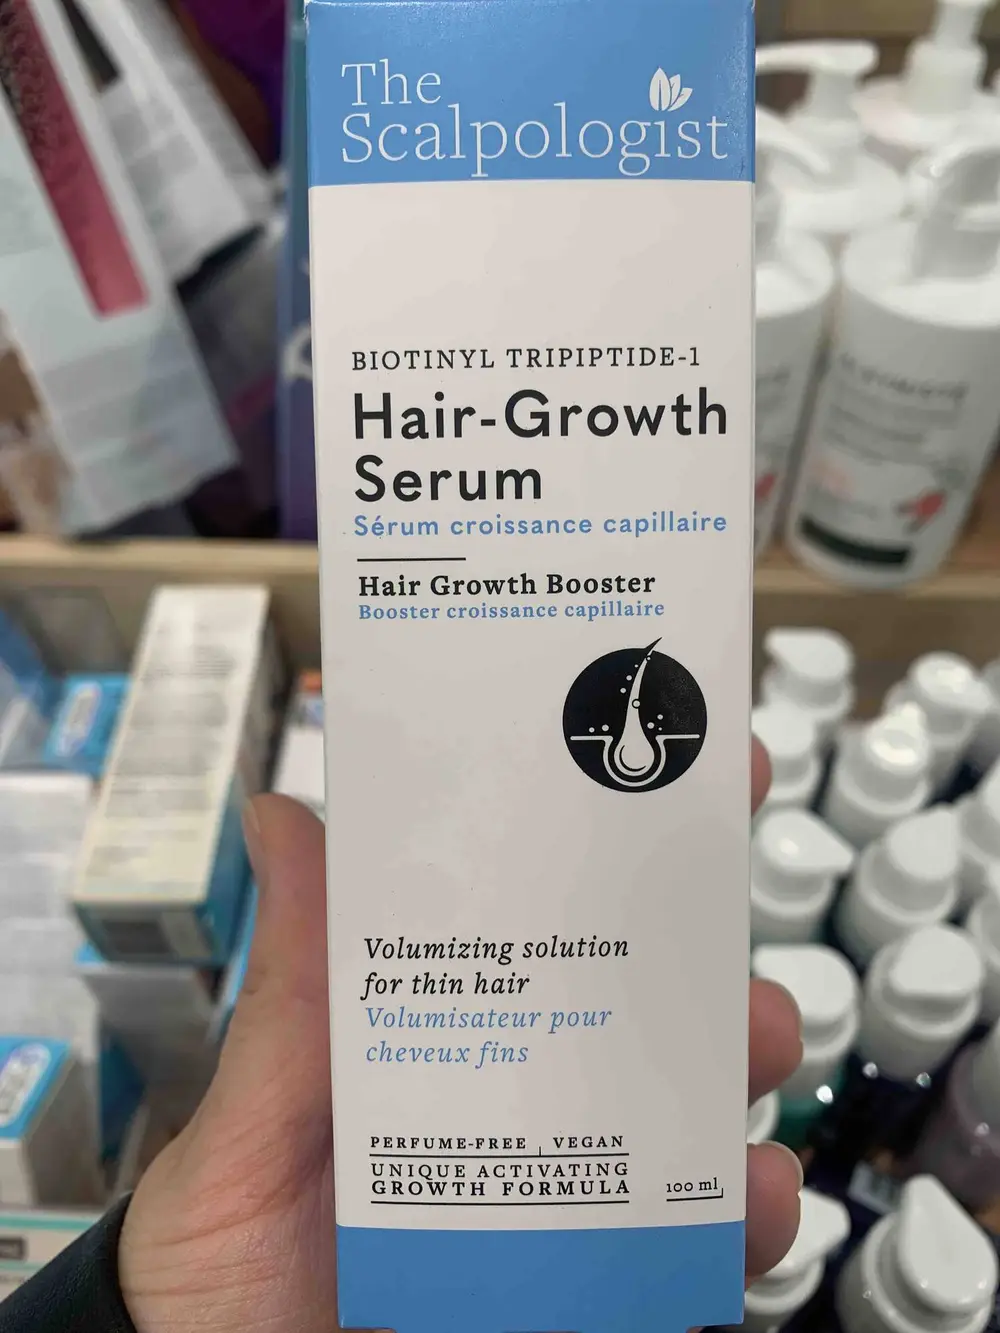 The
Scalpologist
BIOTINYL TRIPIPTIDE-1
Hair-Growth
Serum
Sérum croissance capillaire
Hair Growth Booster
Booster croissance capillaire
Volumizing solution
for thin hair
Volumisateur pour
cheveux fins
PERFUME-FREE VEGAN
UNIQUE ACTIVATING
GROWTH FORMULA
100 ml